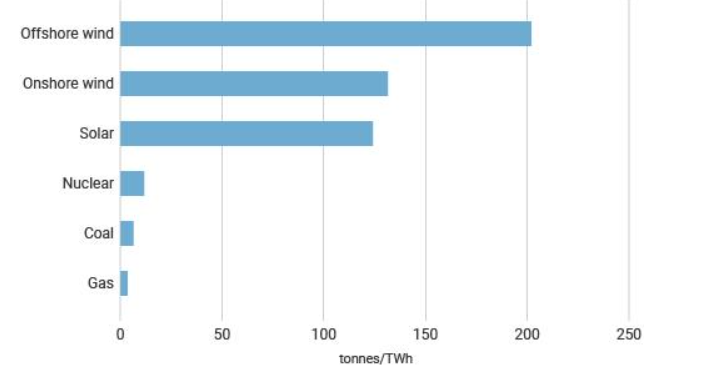 Offshore wind
Onshore wind
Solar
Nuclear
Coal
Gas
0 50 100 150 200 250
tonnes/TWh